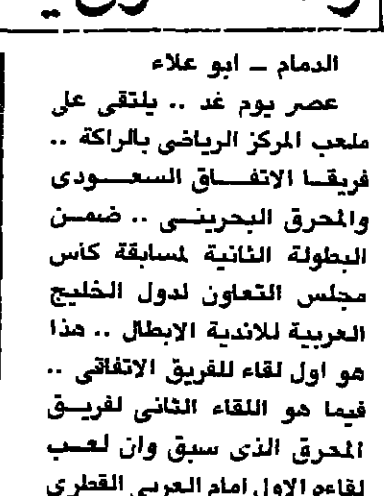 الدمام ــ ابو علاء
عصر يوم غد .. يلتقى على
ملعب المركز الرياضى بالراكة ..
فريقا الاتفاق السعودى
والمحرق البحرينى .. ضمن
البطولة الثانية لمسابقة كأس
مجلس التعاون لدول الخليج
العربية للاندية الابطال .. هذا
هو اول لقاء للفريق الاتفاقى ..
فيما هو اللقاء الثانى لفريق
المحرق الذى سبق وان لعب
لقاءه الاول امام العربى القطرى